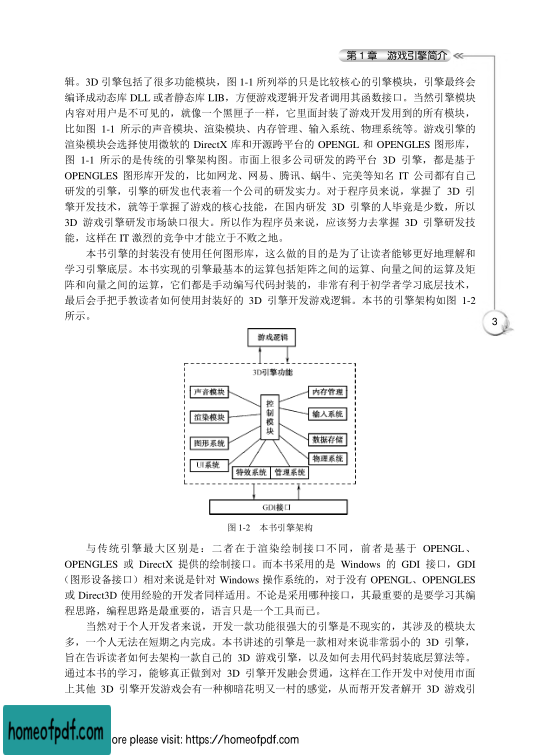 第 1 章　游戏引擎简介
辑。3D 引擎包括了很多功能模块，图 1-1 所列举的只是比较核心的引擎模块，引擎最终会
编译成动态库 DLL 或者静态库 LIB，方便游戏逻辑开发者调用其函数接口。当然引擎模块
内容对用户是不可见的，就像一个黑匣子一样，它里面封装了游戏开发用到的所有模块，
比如图 1-1 所示的声音模块、渲染模块、内存管理、输入系统、物理系统等。游戏引擎的
渲染模块会选择使用微软的 DirectX 库和开源跨平台的 OPENGL 和 OPENGLES 图形库，
图 1-1 所示的是传统的引擎架构图。市面上很多公司研发的跨平台 3D 引擎，都是基于
OPENGLES 图形库开发的，比如网龙、网易、腾讯、蜗牛、完美等知名 IT 公司都有自己
研发的引擎，引擎的研发也代表着一个公司的研发实力。对于程序员来说，掌握了 3D 引
擎开发技术，就等于掌握了游戏的核心技能，在国内研发 3D 引擎的人毕竟是少数，所以
3D 游戏引擎研发市场缺口很大。所以作为程序员来说，应该努力去掌握 3D 引擎研发技
能，这样在 IT 激烈的竞争中才能立于不败之地。
本书引擎的封装没有使用任何图形库，这么做的目的是为了让读者能够更好地理解和
学习引擎底层。本书实现的引擎最基本的运算包括矩阵之间的运算、向量之间的运算及矩
阵和向量之间的运算，它们都是手动编写代码封装的，非常有利于初学者学习底层技术，
最后会手把手教读者如何使用封装好的 3D 引擎开发游戏逻辑。本书的引擎架构如图 1-2
所示。
3
游戏逻辑
3D引擎功能
声音模块
渲染模块
图形系统
UI系统
控制模块
内存管理
输入系统
数据存储
物理系统
特效系统
管理系统
GDI接口
图 1-2　本书引擎架构
与传统引擎最大区别是：二者在于渲染绘制接口不同，前者是基于 OPENGL、
OPENGLES 或 DirectX 提供的绘制接口。而本书采用的是 Windows 的 GDI 接口，GDI
（图形设备接口）相对来说是针对 Windows 操作系统的，对于没有 OPENGL、OPENGLES
或 Direct3D 使用经验的开发者同样适用。不论是采用哪种接口，其最重要的是要学习其编
程思路，编程思路是最重要的，语言只是一个工具而已。
当然对于个人开发者来说，开发一款功能很强大的引擎是不现实的，其涉及的模块太
多，一个人无法在短期之内完成。本书讲述的引擎是一款相对来说非常弱小的 3D 引擎，
旨在告诉读者如何去架构一款自己的 3D 游戏引擎，以及如何去用代码封装底层算法等。
通过本书的学习，能够真正做到对 3D 引擎开发融会贯通，这样在工作开发中对使用市面
上其他 3D 引擎开发游戏会有一种柳暗花明又一村的感觉，从而帮开发者解开 3D 游戏引
homeofpdf.com
ore please visit: https://homeofpdf.com